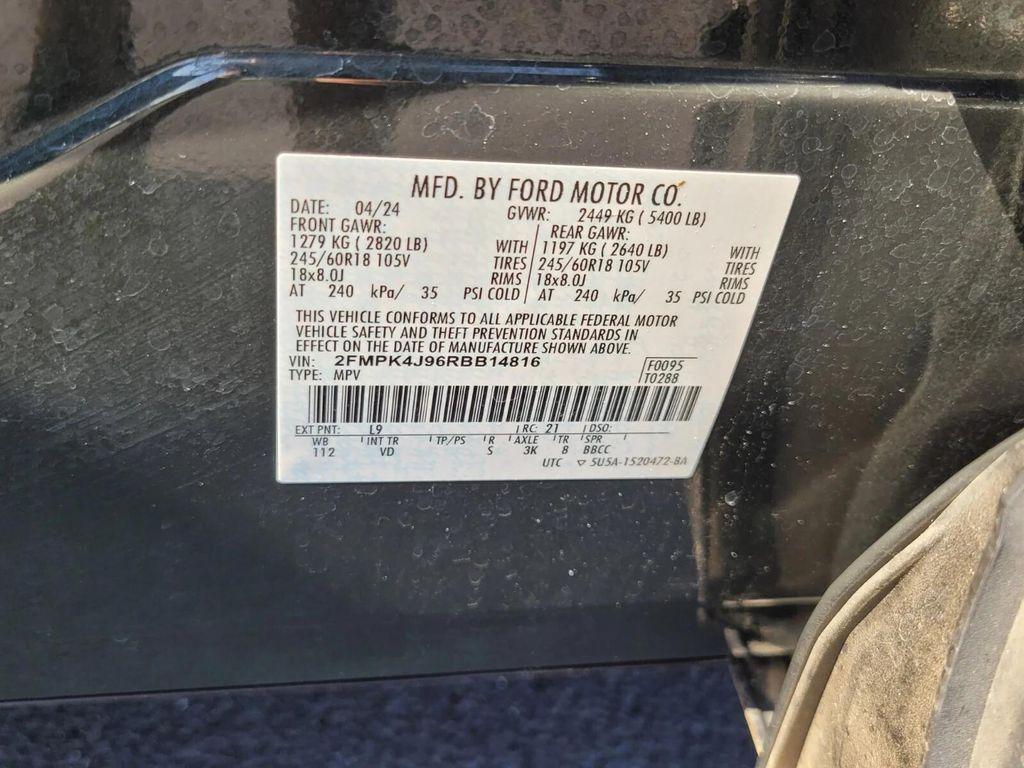 MFD. BY FORD MOTOR CO.
DATE: 04/24 GVWR: 2449 KG ( 5400 LB)
FRONT GAWR: REAR GAWR:
1279 KG ( 2820 LB) WITH 1197 KG ( 2640 LB) WITH
245/60R18 105V TIRES 245/60R18 105V TIRES
18x8.0J RIMS 18x8.0J RIMS
AT 240 kPa/ 35 PSI COLD AT 240 kPa/ 35 PSI COLD
THIS VEHICLE CONFORMS TO ALL APPLICABLE FEDERAL MOTOR
VEHICLE SAFETY AND THEFT PREVENTION STANDARDS IN
EFFECT ON THE DATE OF MANUFACTURE SHOWN ABOVE.
VIN: 2FMPK4J96RBB14816 F0095
TYPE: MPV T0288
EXT PNT: L9 RC: 21 DSO:
WB INT TR TP/PS R AXLE TR SPR
112 VD S 3K 8 BBCC
UTC ▽ 5U5A-1520472-BA